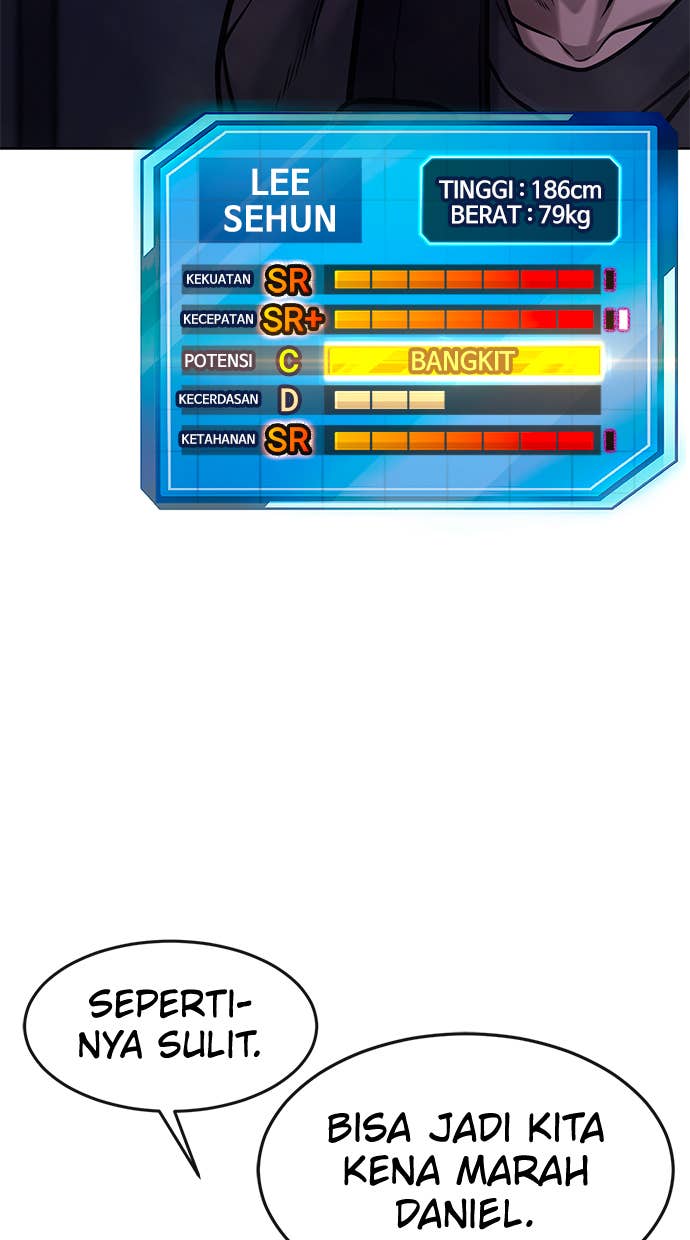 LEE
SEHUN
TINGGI : 186cm
BERAT : 79kg
KEKUATAN SR
KECEPATAN SR+
POTENSI C BANGKIT
KECERDASAN D
KETAHANAN SR
SEPERTI-
NYA SULIT.
BISA JADI KITA
KENA MARAH
DANIEL.